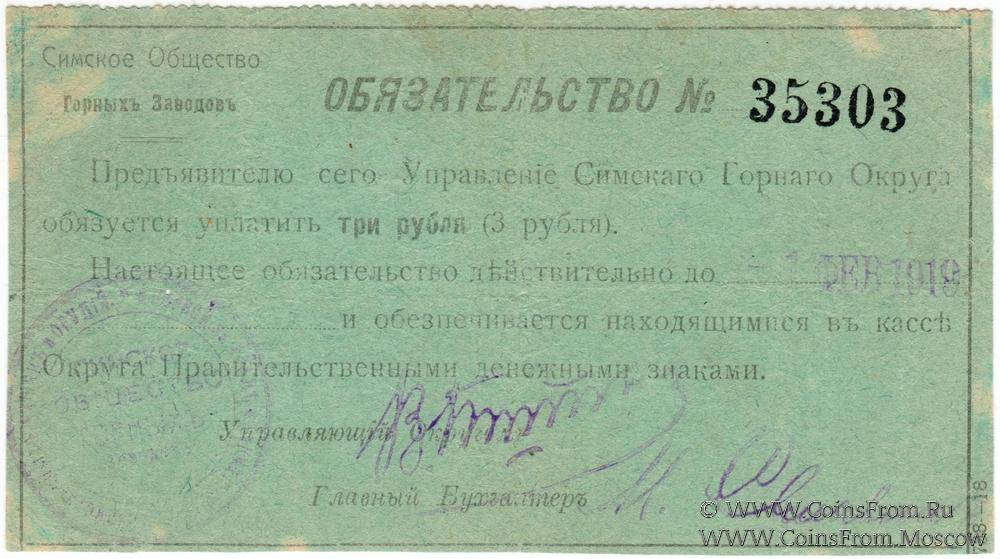 Симское Общество
Горныхъ Заводовъ
ОБЯЗАТЕЛЬСТВО № 35303
Предъявителю сего Управленіе Симскаго Горнаго Округа
обязуется уплатить три рубля (3 рубля).
Настоящее обязательство дѣйствительно до - 1 ФЕВ 1919
и обезпечивается находящимися въ кассѣ
Округа Правительственными денежными знаками.
ОБЩЕСТВО
Управляющій округомъ
Главный Бухгалтеръ
© WWW.CoinsFrom.Ru
WWW.CoinsFrom.Moscow